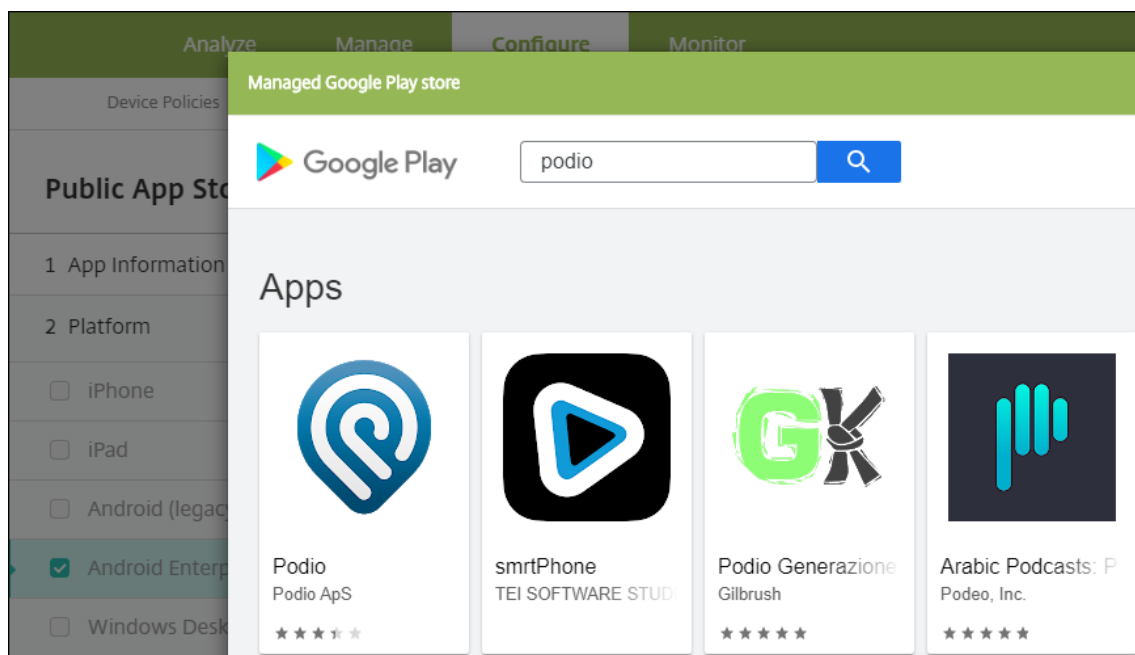 Analyze Manage Configure Monitor
Managed Google Play store
Device Policies
Google Play
podio
Public App Sto
1 App Information
2 Platform
iPhone
iPad
Android (legacy
Android Enterp
Windows Desk
Apps
GK
Podio
Podio ApS
smrtPhone
TEI SOFTWARE STUD
Podio Generazione
Gilbrush
Arabic Podcasts: P
Podeo, Inc.